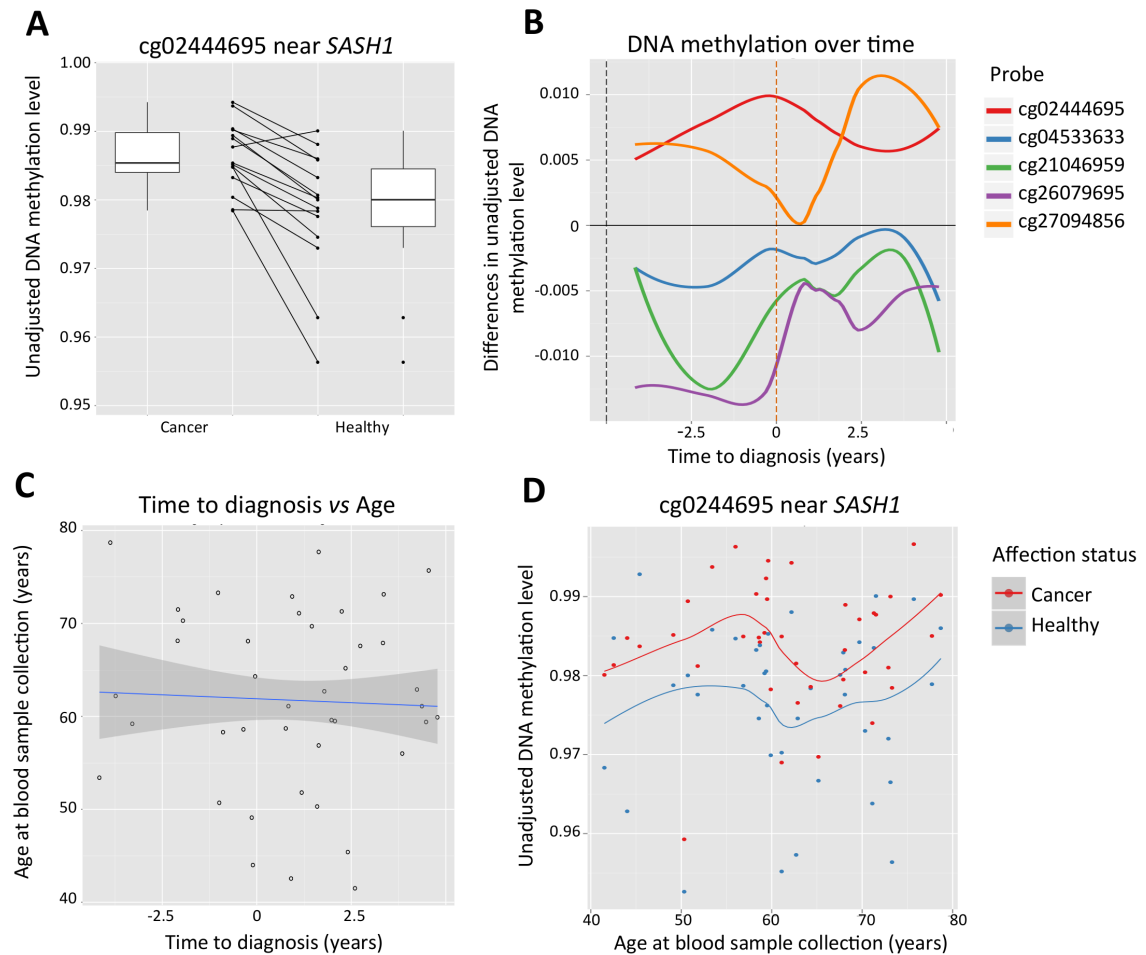 A
cg02444695 near SASH1
Unadjusted DNA methylation level
1.00
0.99
0.98
0.97
0.96
0.95
Cancer
Healthy
B
DNA methylation over time
Differences in unadjusted DNA
methylation level
0.010
0.005
0
-0.005
-0.010
-2.5
0
2.5
Time to diagnosis (years)
Probe
cg02444695
cg04533633
cg21046959
cg26079695
cg27094856
C
Time to diagnosis vs Age
Age at blood sample collection (years)
80
70
60
50
40
-2.5
0
2.5
Time to diagnosis (years)
D
cg0244695 near SASH1
Unadjusted DNA methylation level
0.99
0.98
0.97
0.96
40
50
60
70
80
Age at blood sample collection (years)
Affection status
Cancer
Healthy